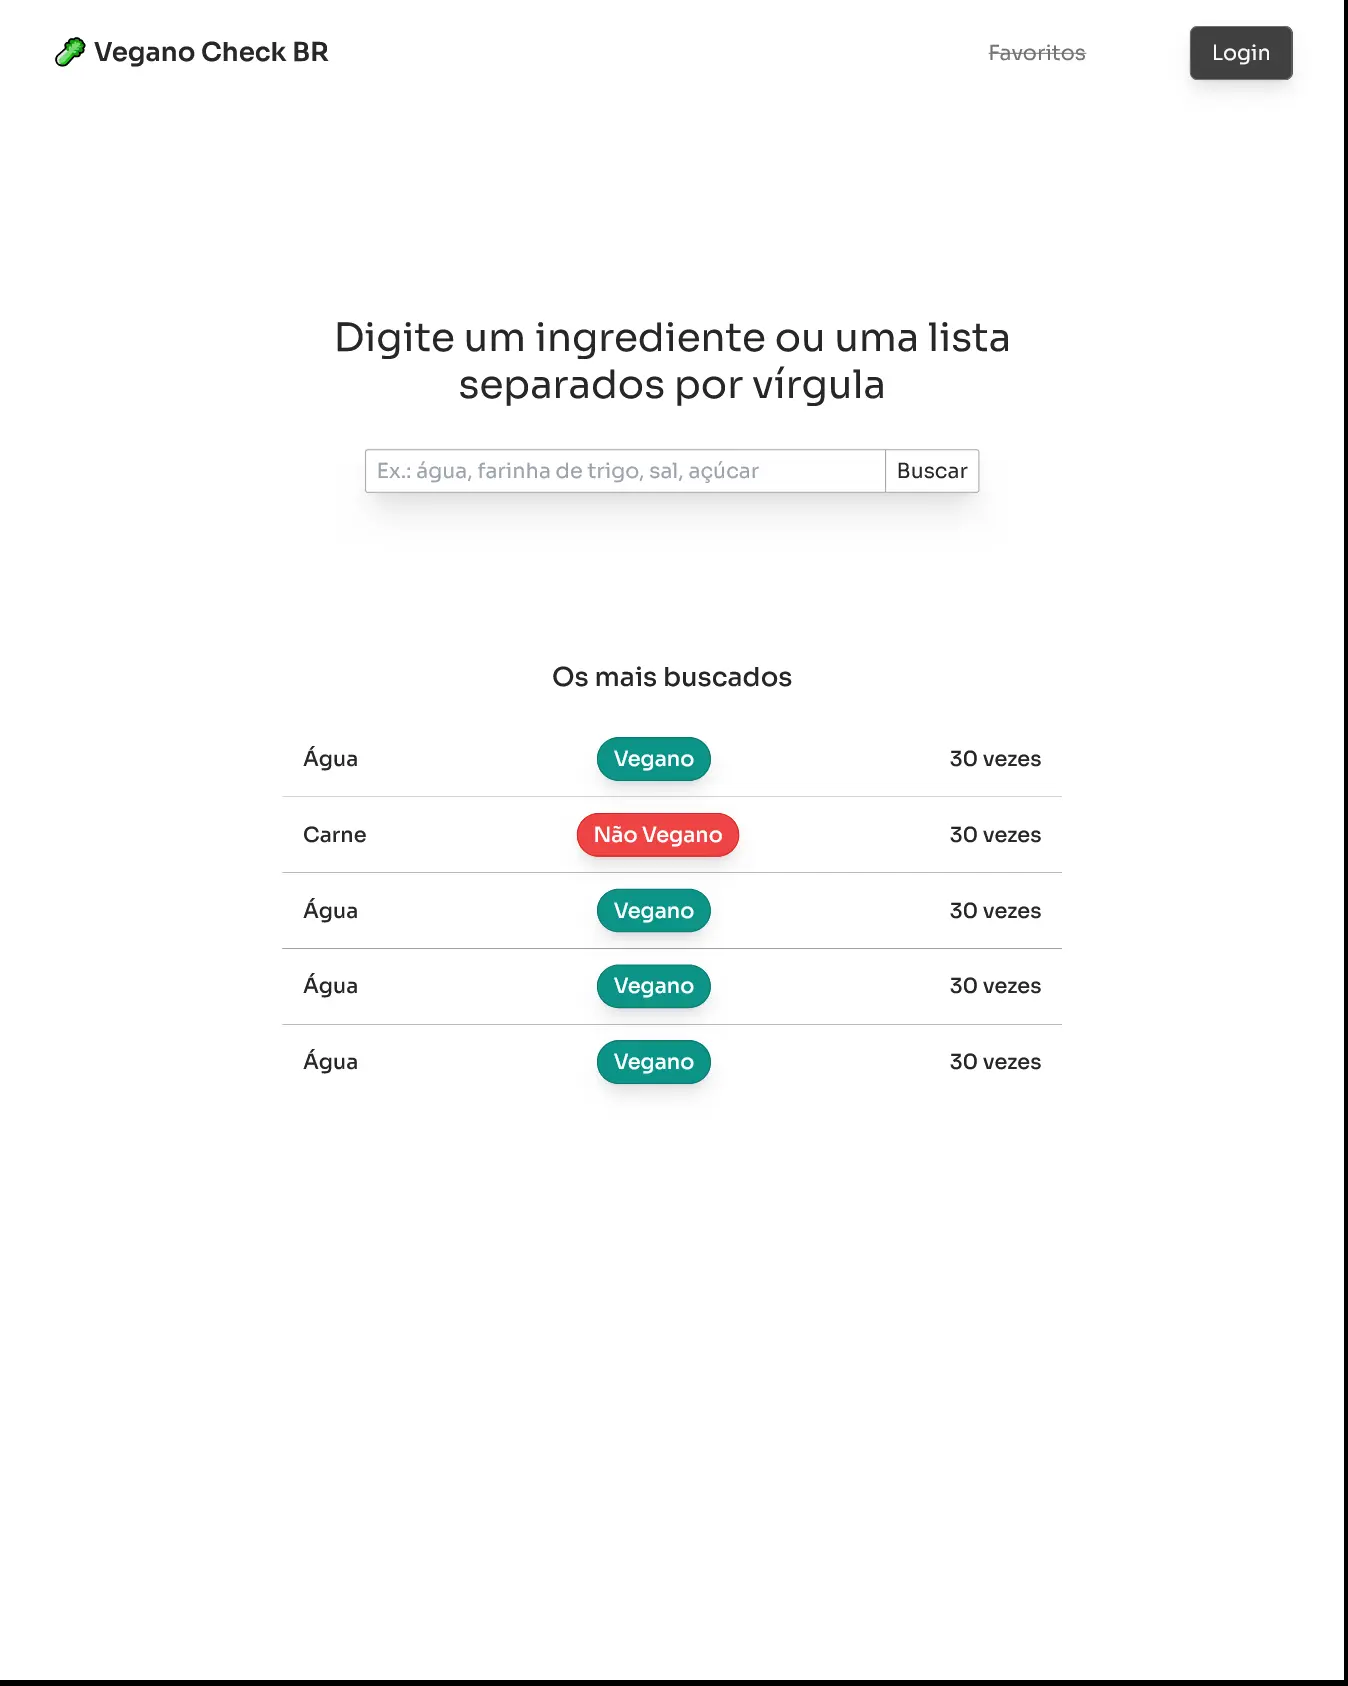 Vegano Check BR
Favoritos
Login
Digite um ingrediente ou uma lista
separados por vírgula
Ex.: água, farinha de trigo, sal, açúcar
Buscar
Os mais buscados
Água Vegano 30 vezes
Carne Não Vegano 30 vezes
Água Vegano 30 vezes
Água Vegano 30 vezes
Água Vegano 30 vezes